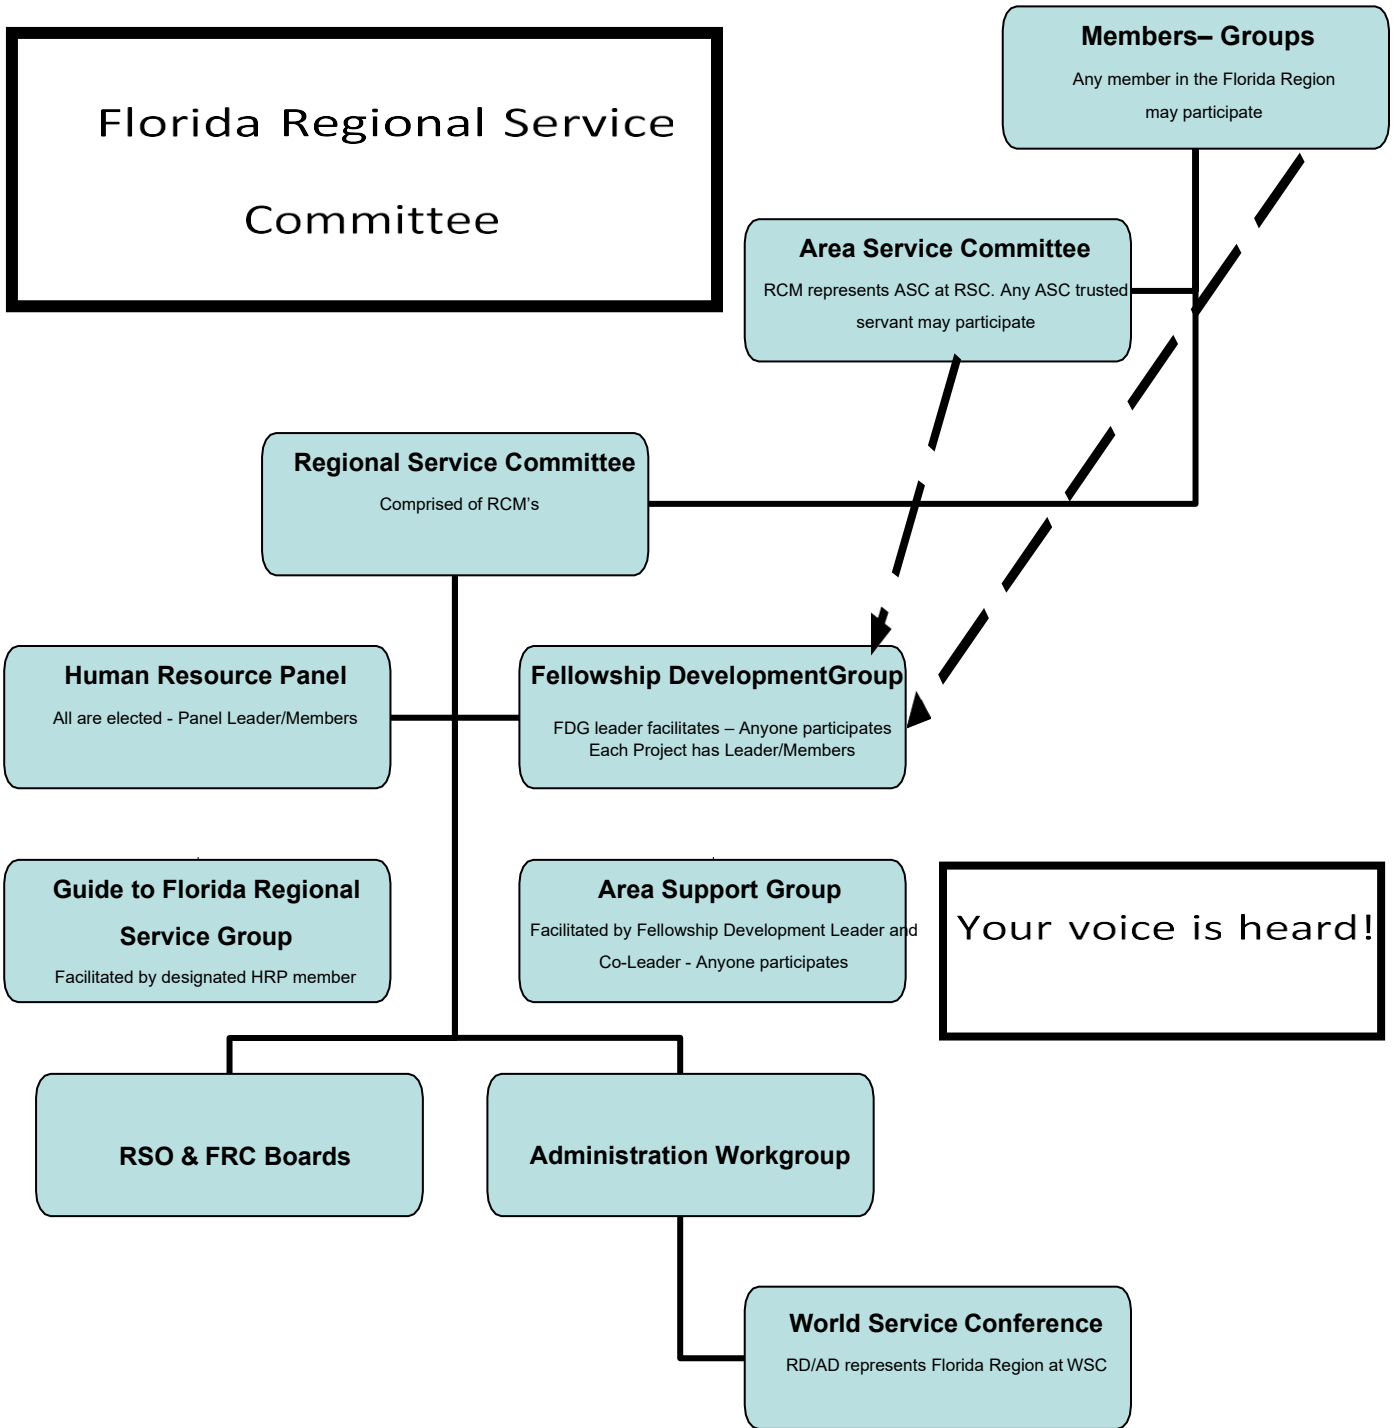 Florida Regional Service
Committee
Members– Groups
Any member in the Florida Region
may participate
Area Service Committee
RCM represents ASC at RSC. Any ASC trusted
servant may participate
Regional Service Committee
Comprised of RCM’s
Human Resource Panel
All are elected - Panel Leader/Members
Fellowship DevelopmentGroup
FDG leader facilitates – Anyone participates
Each Project has Leader/Members
Guide to Florida Regional
Service Group
Facilitated by designated HRP member
Area Support Group
Facilitated by Fellowship Development Leader and
Co-Leader - Anyone participates
Your voice is heard!
RSO & FRC Boards
Administration Workgroup
World Service Conference
RD/AD represents Florida Region at WSC